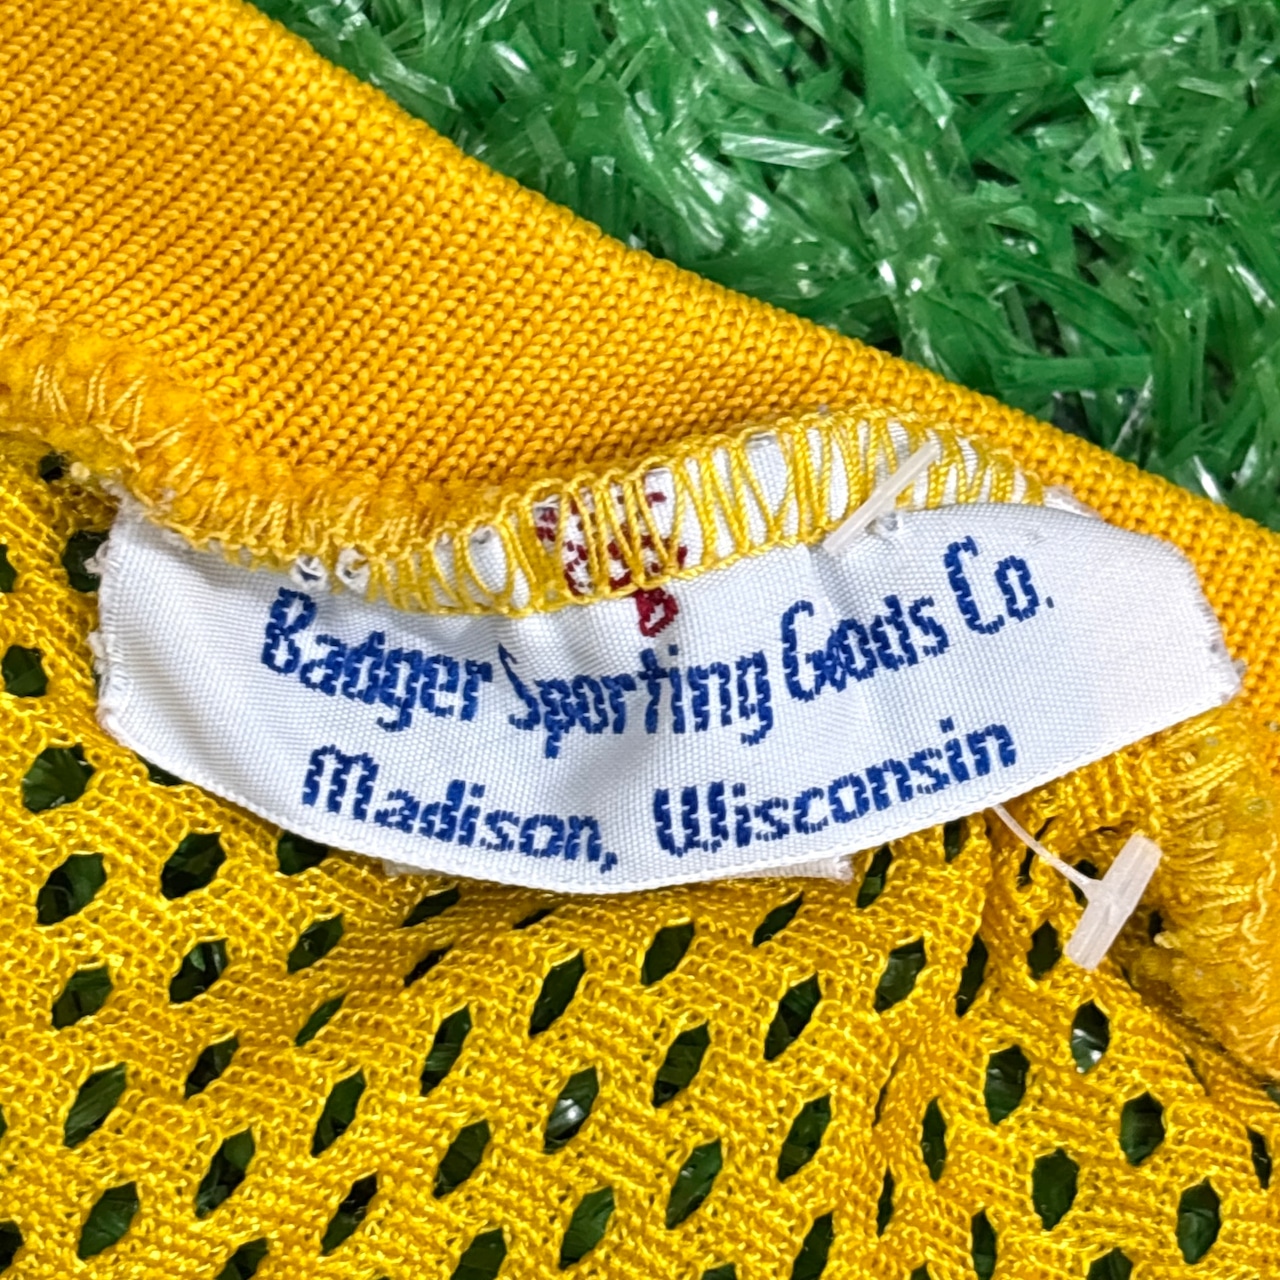 Badger Sporting Goods Co.
Madison, Wisconsin